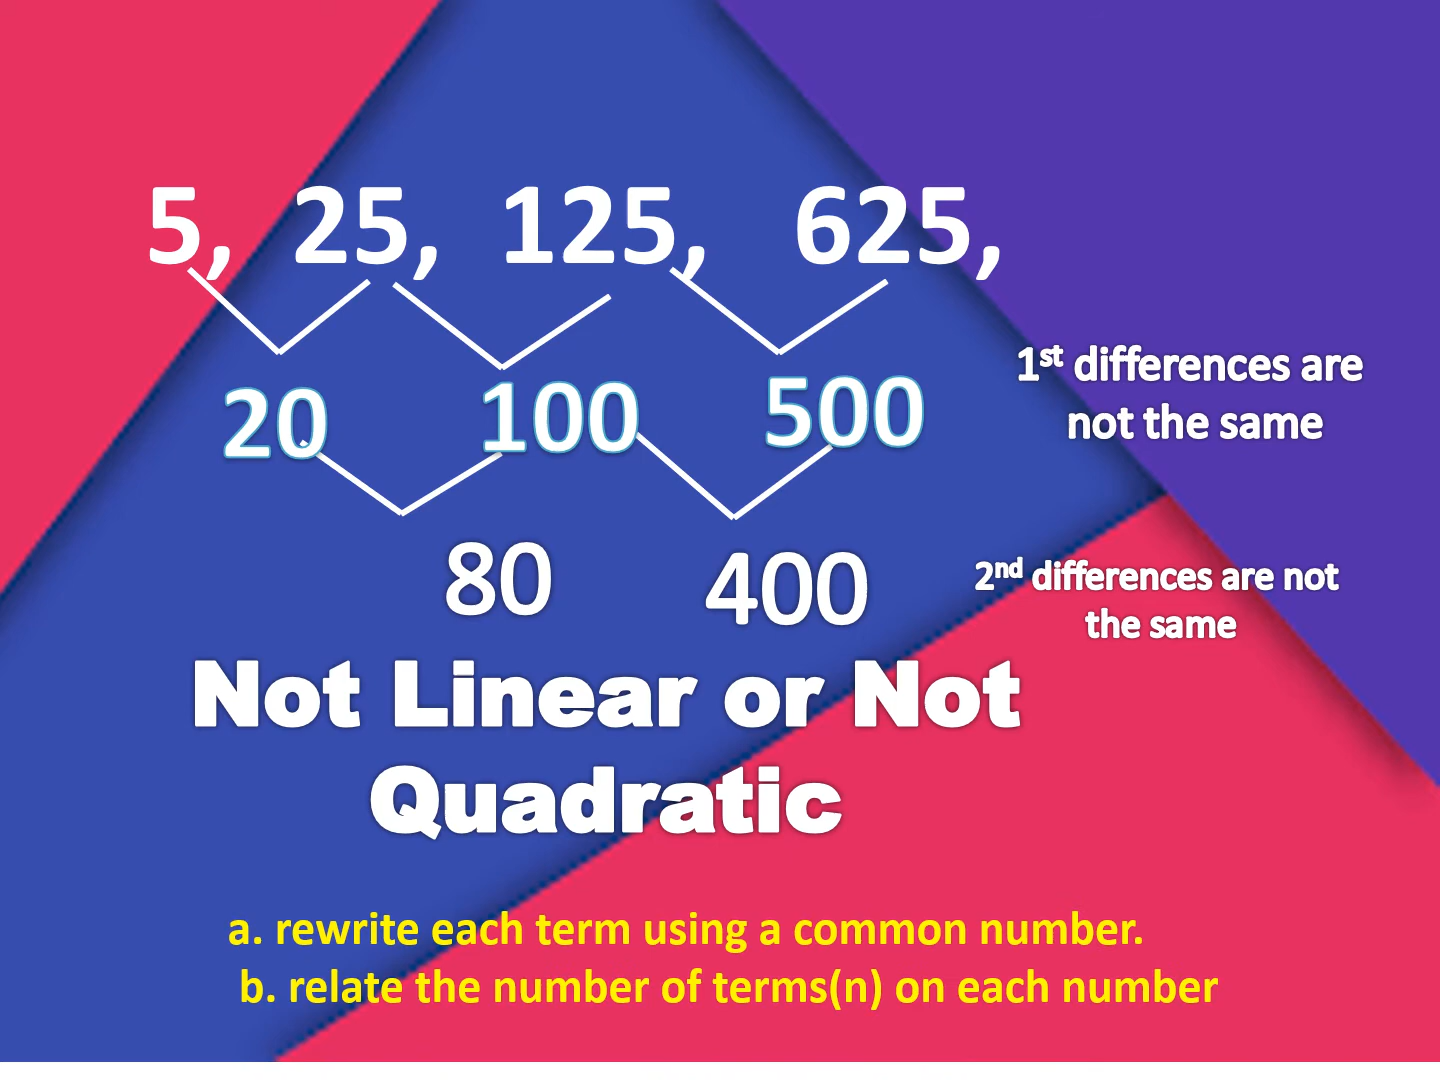 5, 25, 125, 625,
20 100 500
1st differences are
not the same
80 400
2nd differences are not
the same
Not Linear or Not
Quadratic
a. rewrite each term using a common number.
b. relate the number of terms(n) on each number